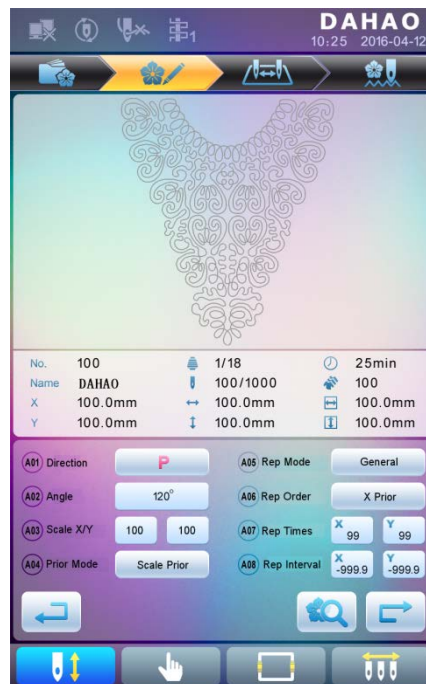 DAHAO
1
10:25 2016-04-12
No. 100 1/18 25min
Name DAHAO 100/1000 100
X 100.0mm 100.0mm 100.0mm
Y 100.0mm 100.0mm 100.0mm
A01 Direction P A05 Rep Mode General
A02 Angle 120° A06 Rep Order X Prior
A03 Scale X/Y 100 100 A07 Rep Times X 99 Y 99
A04 Prior Mode Scale Prior A08 Rep Interval X -999.9 Y -999.9